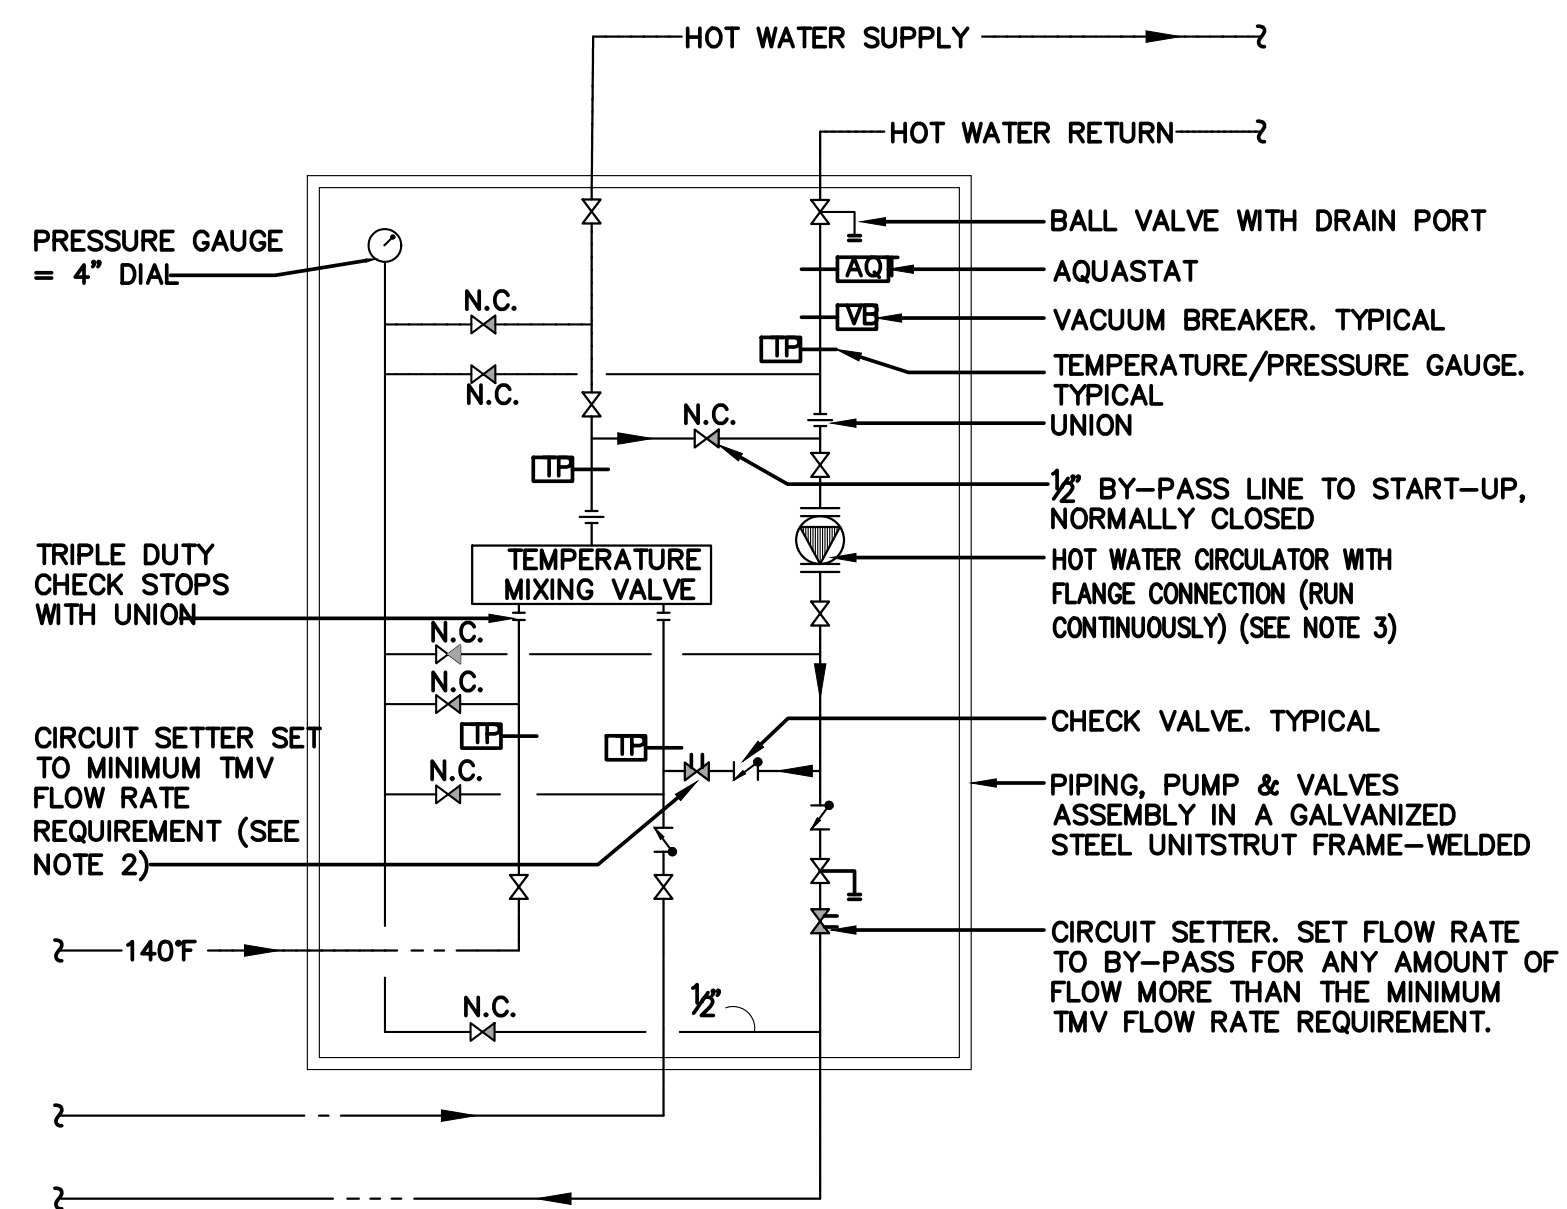 HOT WATER SUPPLY
HOT WATER RETURN
PRESSURE GAUGE
= 4" DIAL
N.C.
N.C.
BALL VALVE WITH DRAIN PORT
AQ
AQUASTAT
VB
VACUUM BREAKER. TYPICAL
TP
TEMPERATURE/PRESSURE GAUGE.
TYPICAL
UNION
N.C.
TP
½" BY-PASS LINE TO START-UP,
NORMALLY CLOSED
TEMPERATURE
MIXING VALVE
HOT WATER CIRCULATOR WITH
FLANGE CONNECTION (RUN
CONTINUOUSLY) (SEE NOTE 3)
TRIPLE DUTY
CHECK STOPS
WITH UNION
N.C.
N.C.
TP
TP
N.C.
CHECK VALVE. TYPICAL
CIRCUIT SETTER SET
TO MINIMUM TMV
FLOW RATE
REQUIREMENT (SEE
NOTE 2)
PIPING, PUMP & VALVES
ASSEMBLY IN A GALVANIZED
STEEL UNITSTRUT FRAME-WELDED
140°F
CIRCUIT SETTER. SET FLOW RATE
TO BY-PASS FOR ANY AMOUNT OF
FLOW MORE THAN THE MINIMUM
TMV FLOW RATE REQUIREMENT.
N.C.
½"